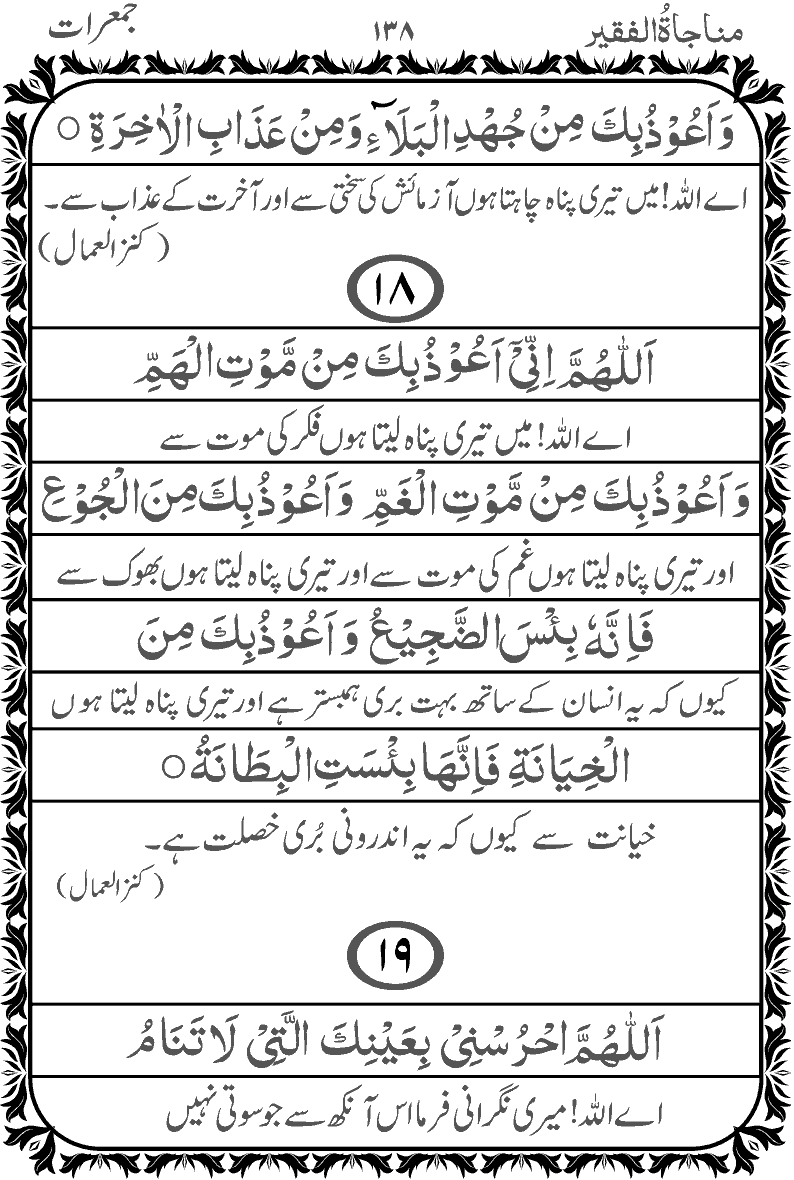 مناجاۃُ الفقیر ۱۳۸ جمعرات
وَاَعُوْذُبِكَ مِنْ جُهْدِ الْبَلَآءِ وَمِنْ عَذَابِ الْاٰخِرَةِ ○
اے اللہ! میں تیری پناہ چاہتا ہوں آزمائش کی سختی سے اور آخرت کے عذاب سے۔
(کنز العمال)
۱۸
اَللّٰهُمَّ اِنِّيْٓ اَعُوْذُبِكَ مِنْ مَّوْتِ الْهَمِّ
اے اللہ! میں تیری پناہ لیتا ہوں فکر کی موت سے
وَاَعُوْذُبِكَ مِنْ مَّوْتِ الْغَمِّ وَاَعُوْذُبِكَ مِنَ الْجُوْعِ
اور تیری پناہ لیتا ہوں غم کی موت سے اور تیری پناہ لیتا ہوں بھوک سے
فَاِنَّهٗ بِئْسَ الضَّجِيْعُ وَاَعُوْذُبِكَ مِنَ
کیوں کہ یہ انسان کے ساتھ بہت بری ہمبستر ہے اور تیری پناہ لیتا ہوں
الْخِيَانَةِ فَاِنَّهَا بِئْسَتِ الْبِطَانَةُ ○
خیانت سے کیوں کہ یہ اندرونی بُری خصلت ہے۔
(کنز العمال)
۱۹
اَللّٰهُمَّ احْرُسْنِيْ بِعَيْنِكَ الَّتِيْ لَا تَنَامُ
اے اللہ! میری نگرانی فرما اس آنکھ سے جو سوتی نہیں